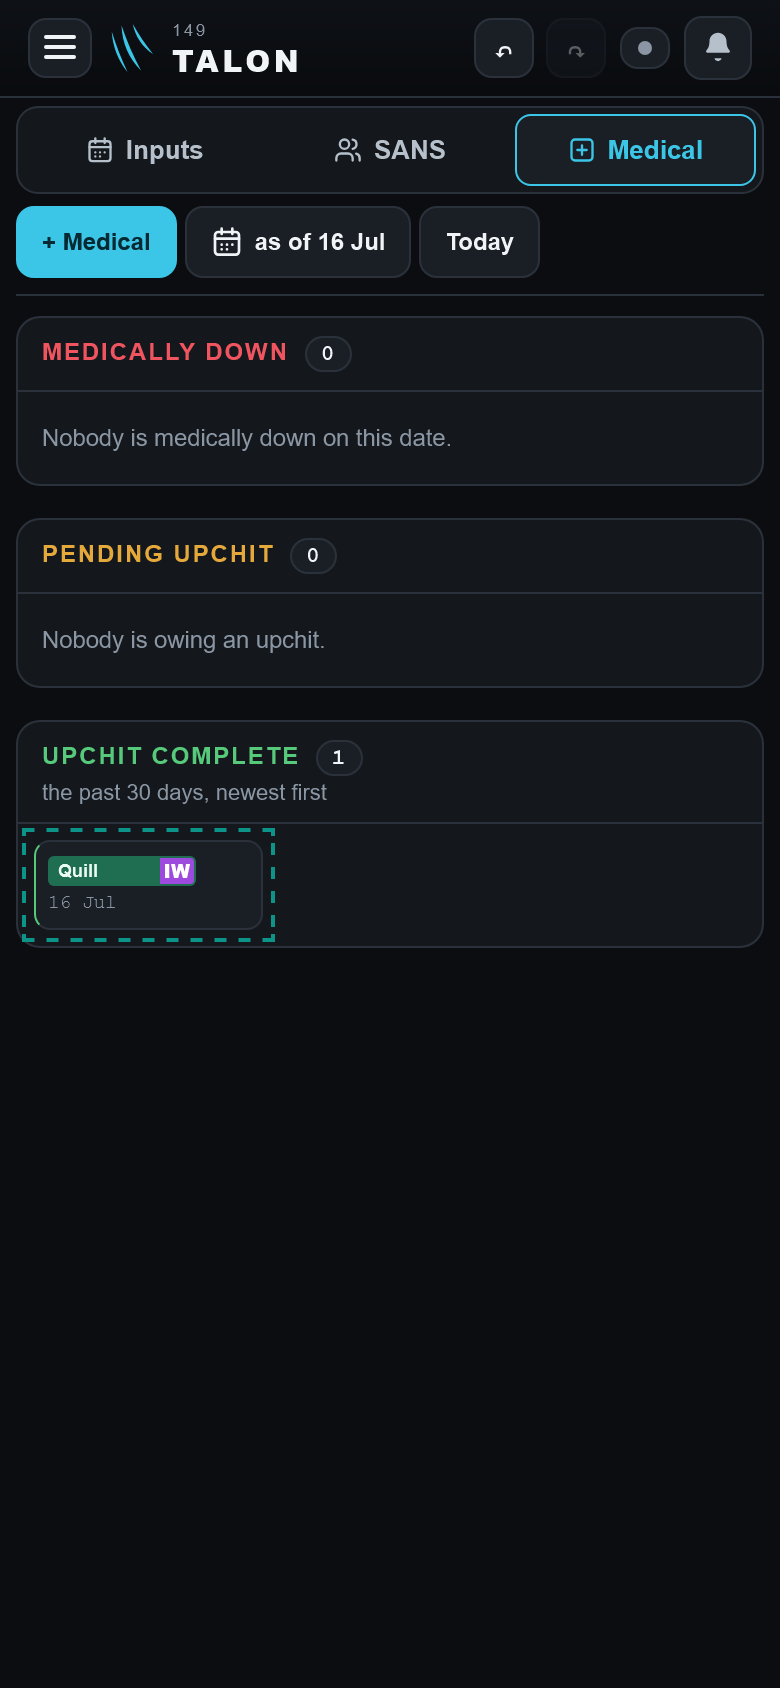 149
TALON
Inputs
SANS
Medical
+ Medical
as of 16 Jul
Today
MEDICALLY DOWN 0
Nobody is medically down on this date.
PENDING UPCHIT 0
Nobody is owing an upchit.
UPCHIT COMPLETE 1
the past 30 days, newest first
Quill IW
16 Jul